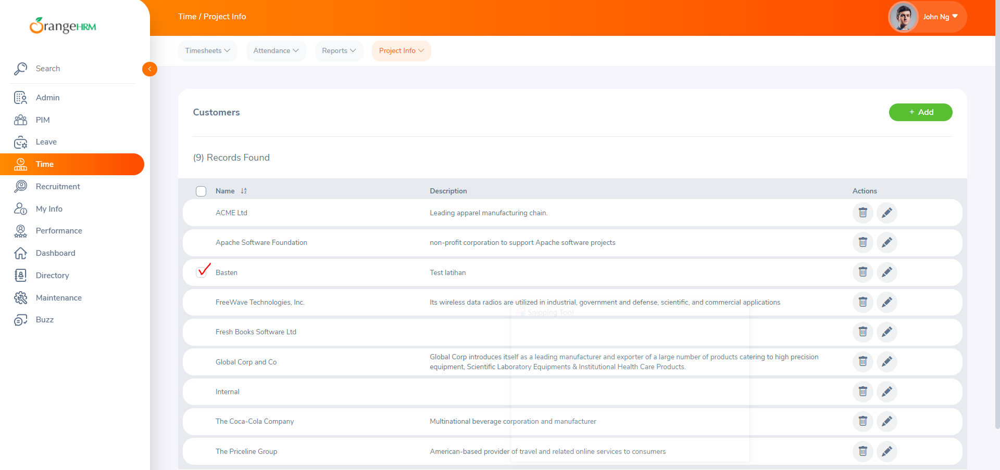 OrangeHRM
Time / Project Info
John Ng
Timesheets
Attendance
Reports
Project Info
Search
Admin
PIM
Leave
Time
Recruitment
My Info
Performance
Dashboard
Directory
Maintenance
Buzz
Customers
+ Add
(9) Records Found
Name Description Actions
ACME Ltd Leading apparel manufacturing chain.
Apache Software Foundation non-profit corporation to support Apache software projects
Basten Test latihan
FreeWave Technologies, Inc. Its wireless data radios are utilized in industrial, government and defense, scientific, and commercial applications
Snipping Tool
Fresh Books Software Ltd
Global Corp and Co Global Corp introduces itself as a leading manufacturer and exporter of a large number of products catering to high precision
equipment, Scientific Laboratory Equipments & Institutional Health Care Products.
Internal
The Coca-Cola Company Multinational beverage corporation and manufacturer
The Priceline Group American-based provider of travel and related online services to consumers